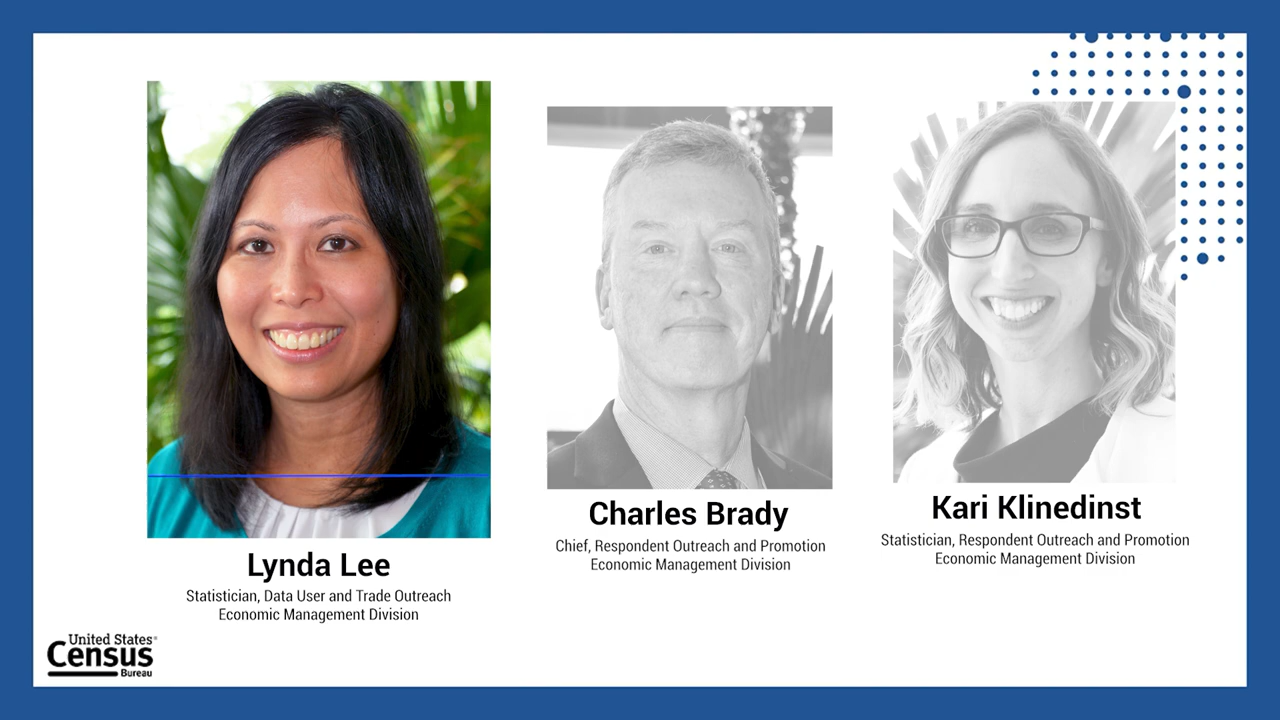 Lynda Lee
Statistician, Data User and Trade Outreach
Economic Management Division
Charles Brady
Chief, Respondent Outreach and Promotion
Economic Management Division
Kari Klinedinst
Statistician, Respondent Outreach and Promotion
Economic Management Division
United States®
Census
Bureau